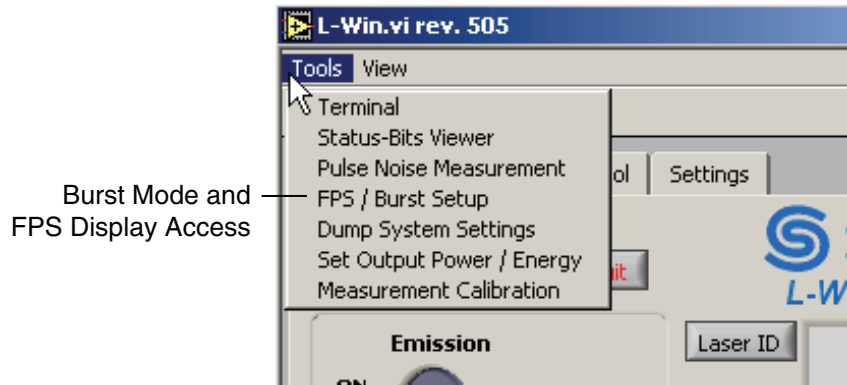 L-Win.vi rev. 505
Tools View
Terminal
Status-Bits Viewer
Pulse Noise Measurement
Settings
Burst Mode and
FPS Display Access
FPS / Burst Setup
Dump System Settings
Set Output Power / Energy
Measurement Calibration
L-W
Emission
Laser ID
ON